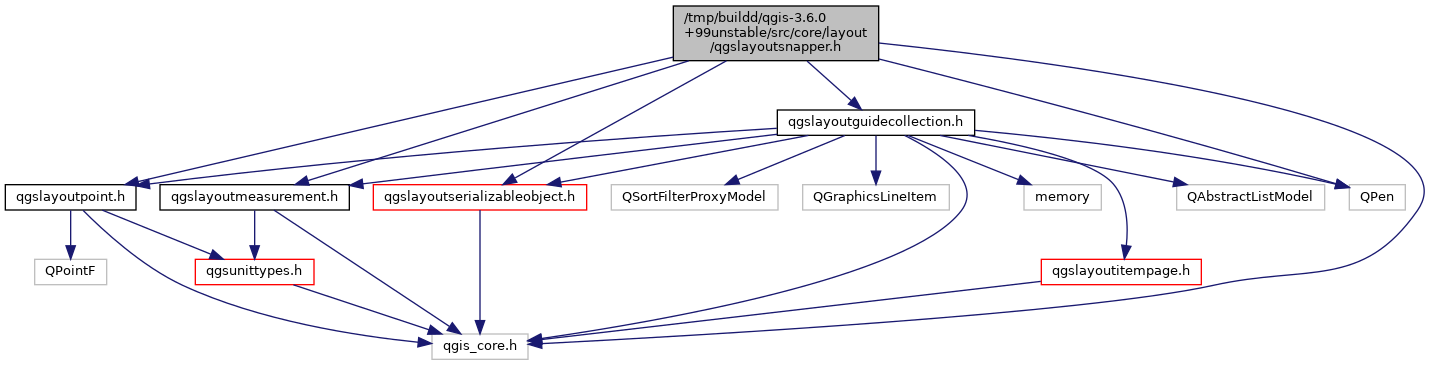 /tmp/buildd/qgis-3.6.0
+99unstable/src/core/layout
/qgslayoutsnapper.h
qgslayoutguidecollection.h
qgslayoutpoint.h
qgslayoutmeasurement.h
qgslayoutserializableobject.h
QSortFilterProxyModel
QGraphicsLineItem
memory
QAbstractListModel
QPen
QPointF
qgsunittypes.h
qgslayoutitempage.h
qgis_core.h